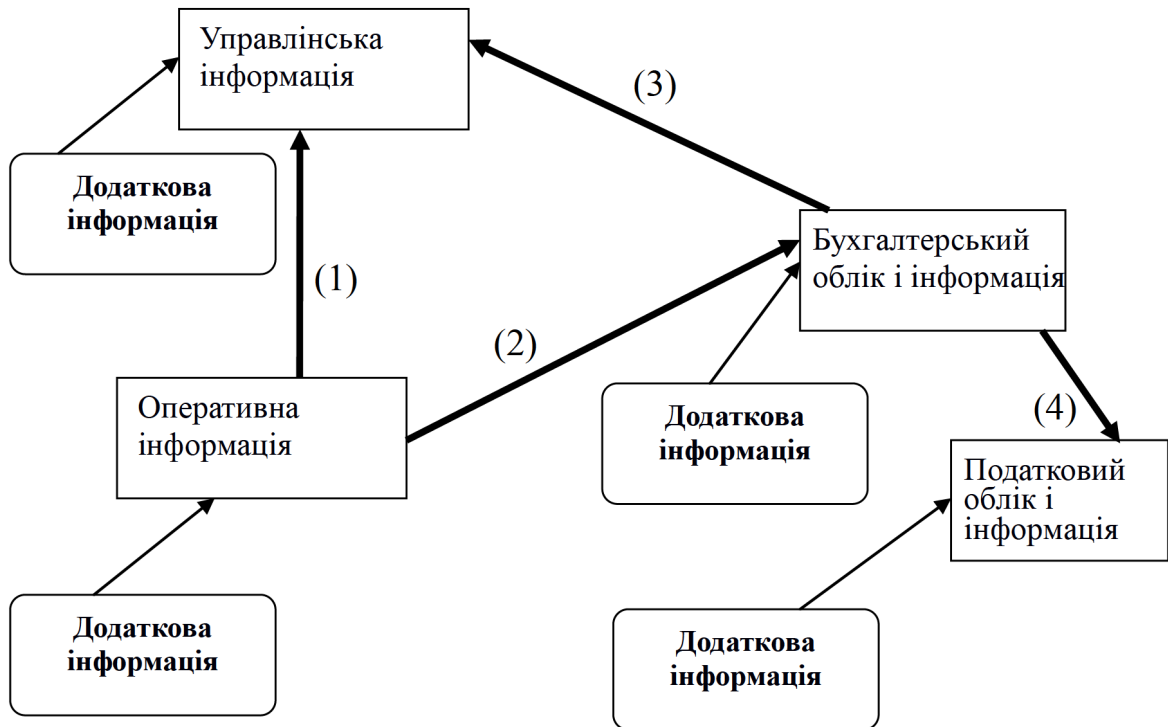 Управлінська
інформація
(3)
Додаткова
інформація
(1)
Бухгалтерський
облік і інформація
(2)
Оперативна
інформація
Додаткова
інформація
(4)
Податковий
облік і
інформація
Додаткова
інформація
Додаткова
інформація